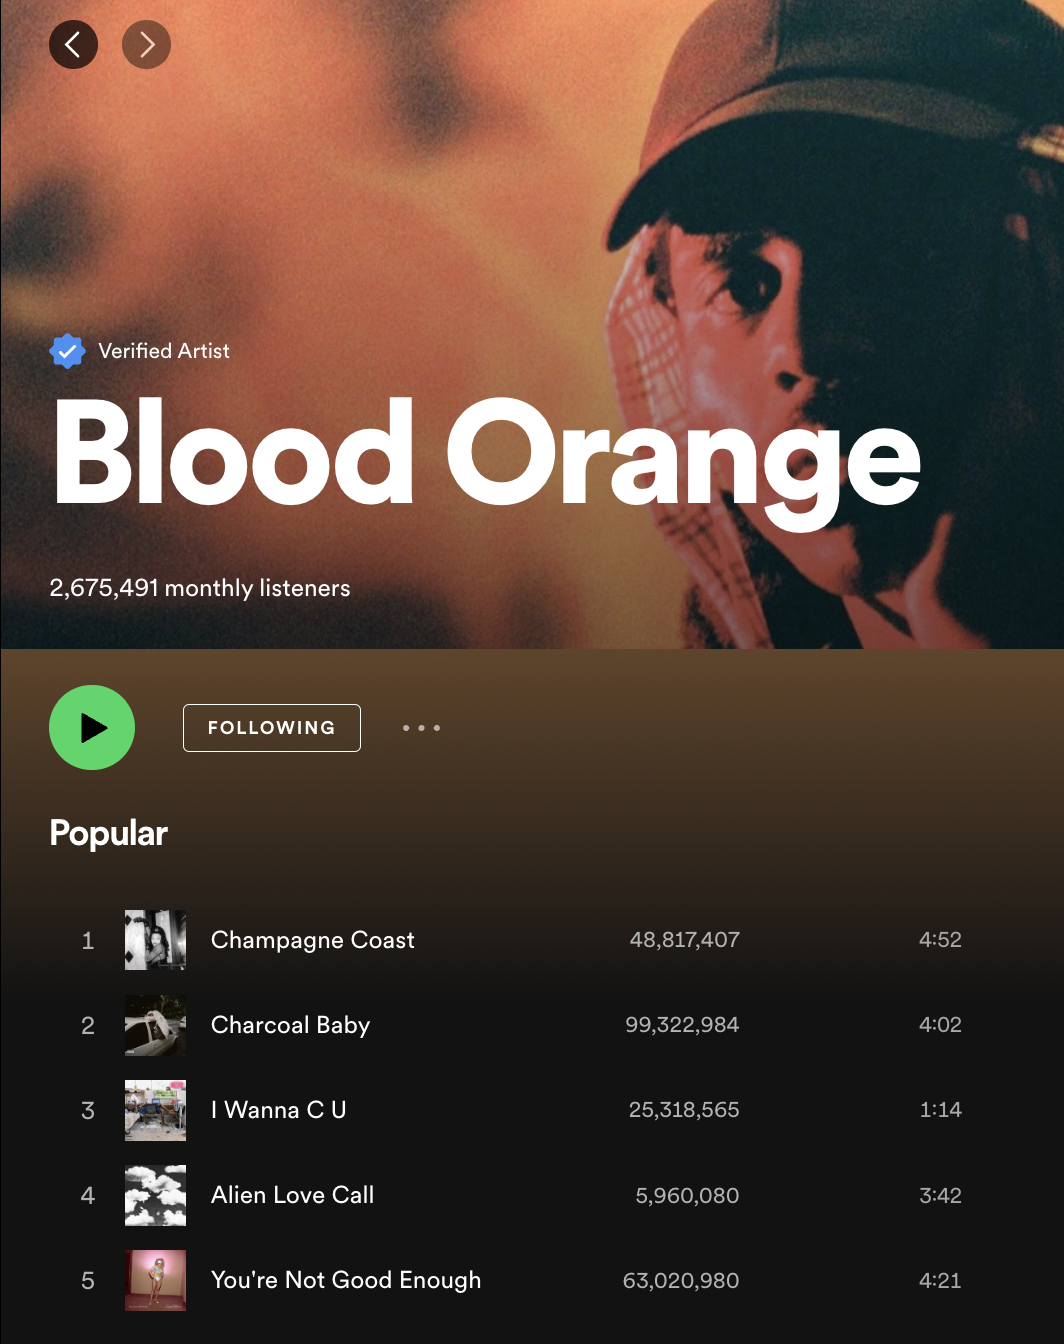 Verified Artist
Blood Orange
2,675,491 monthly listeners
FOLLOWING
Popular
1 Champagne Coast 48,817,407 4:52
2 Charcoal Baby 99,322,984 4:02
3 I Wanna C U 25,318,565 1:14
4 Alien Love Call 5,960,080 3:42
5 You're Not Good Enough 63,020,980 4:21